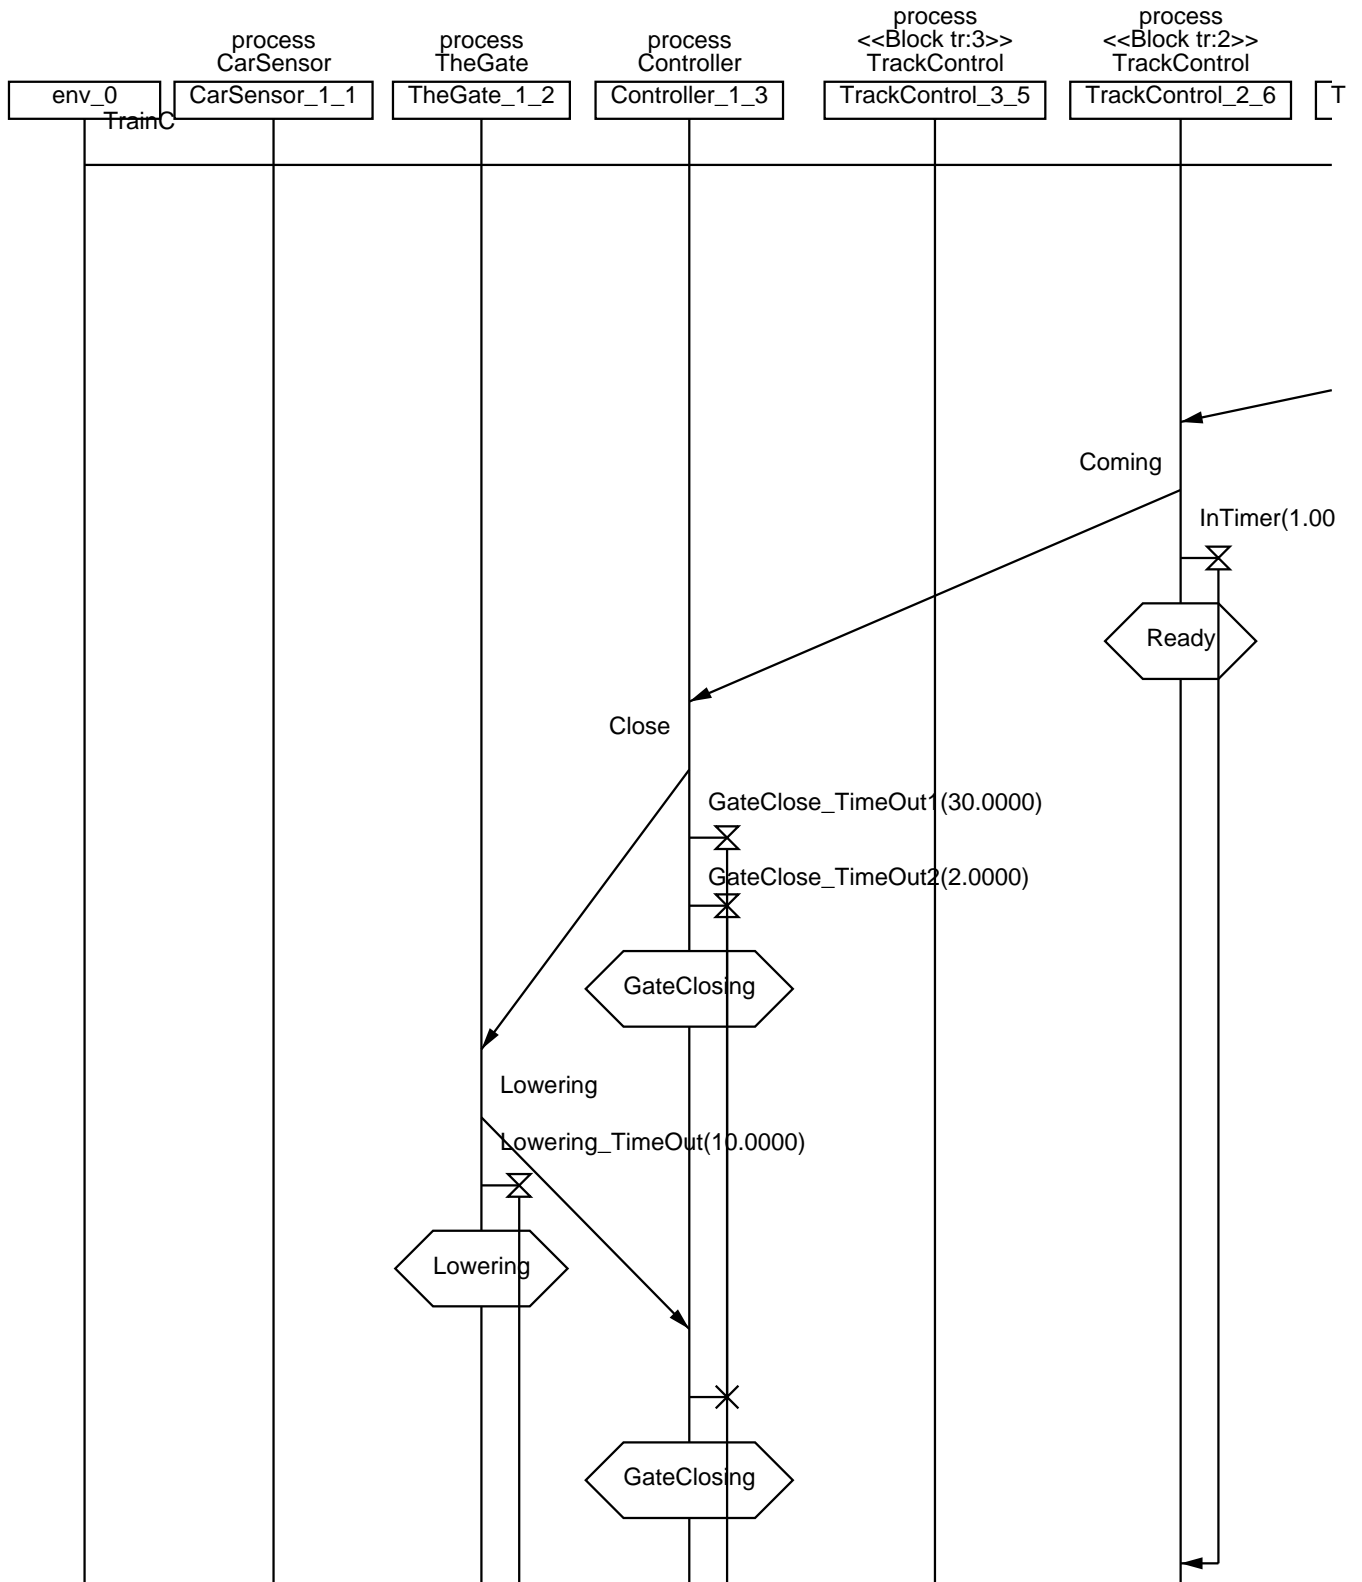 process
process
<<Block tr:3>>
<<Block tr:2>>
process
process
process
CarSensor
TheGate
Controller
TrackControl
TrackControl
env_0
CarSensor_1_1
TheGate_1_2
Controller_1_3
TrackControl_3_5
TrackControl_2_6
T
TrainC
Coming
InTimer(1.00
Ready
Close
GateClose_TimeOut1(30.0000)
GateClose_TimeOut2(2.0000)
GateClosing
Lowering
Lowering_TimeOut(10.0000)
Lowering
GateClosing